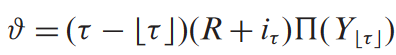 ϑ = (τ − ⌊τ⌋)(R + i_τ)Π(Y_⌊τ⌋)